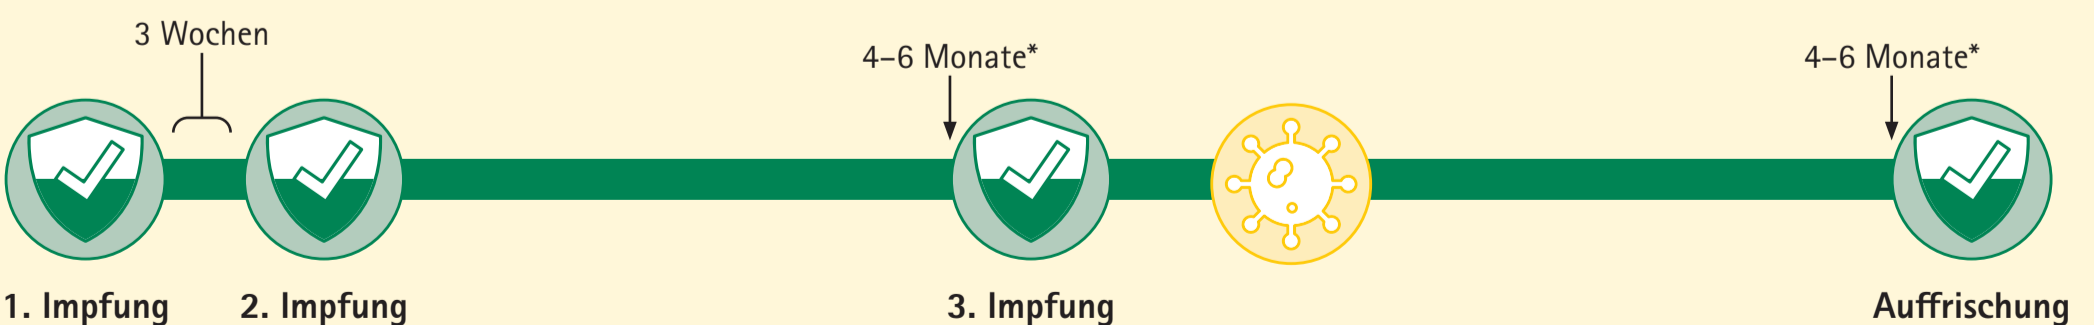 3 Wochen
4–6 Monate*
4–6 Monate*
1. Impfung
2. Impfung
3. Impfung
Auffrischung